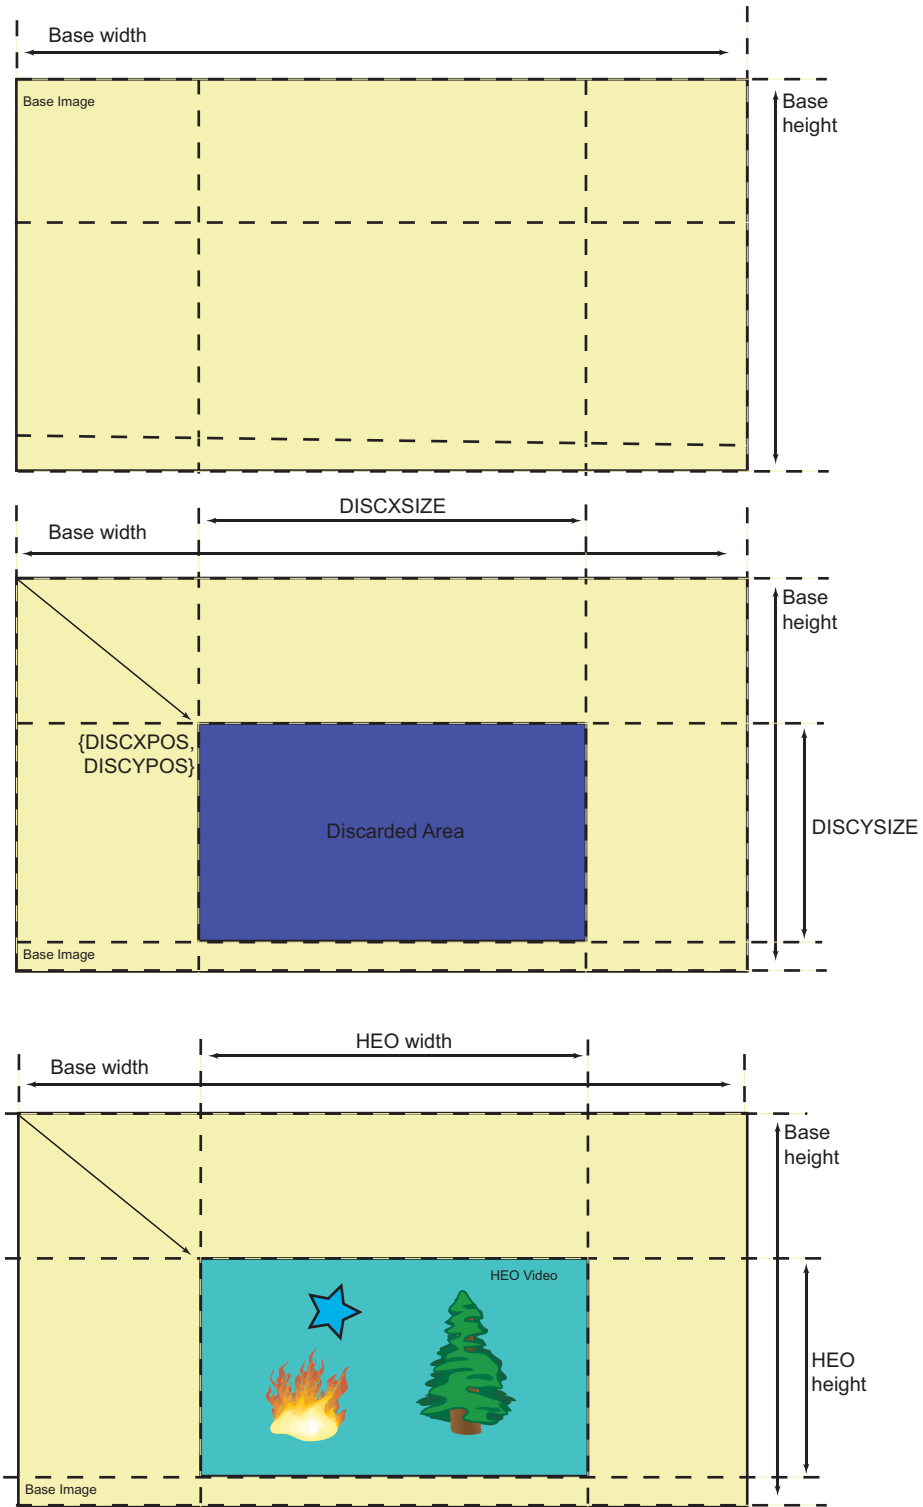 Base width
Base Image
Base
height
DISCXSIZE
Base width
Base
height
{DISCXPOS,
DISCYPOS}
Discarded Area
DISCYSIZE
Base Image
HEO width
Base width
Base
height
HEO Video
HEO
height
Base Image